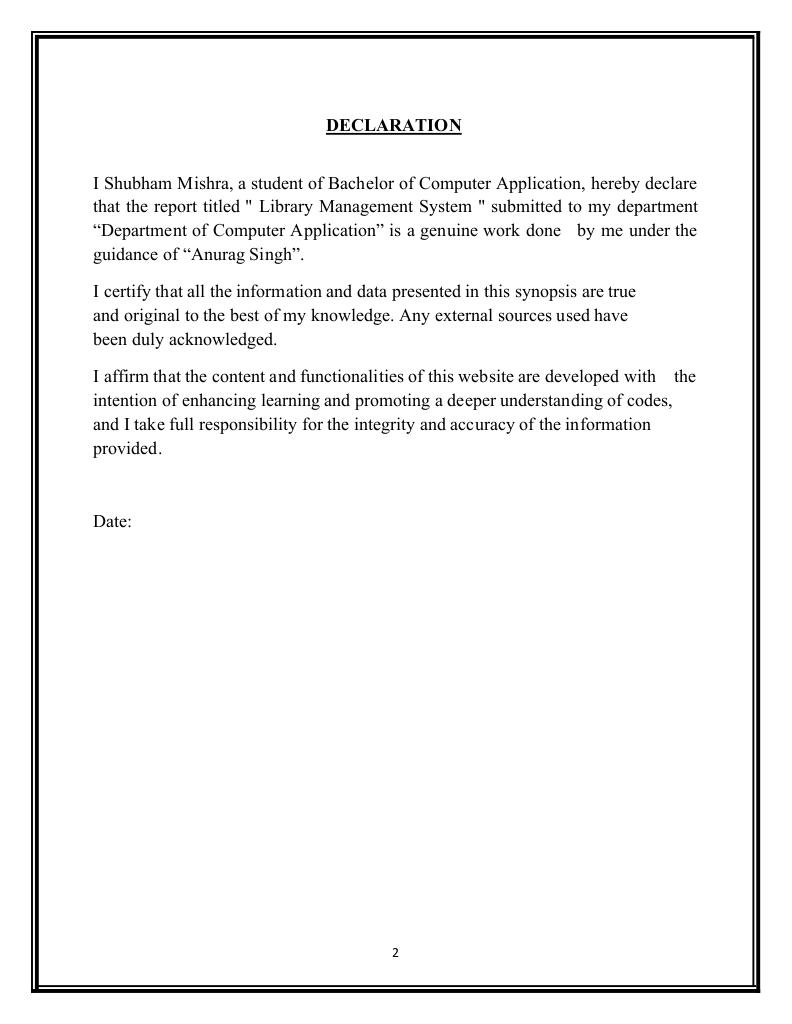 DECLARATION
I Shubham Mishra, a student of Bachelor of Computer Application, hereby declare
that the report titled " Library Management System " submitted to my department
“Department of Computer Application” is a genuine work done by me under the
guidance of “Anurag Singh”.
I certify that all the information and data presented in this synopsis are true
and original to the best of my knowledge. Any external sources used have
been duly acknowledged.
I affirm that the content and functionalities of this website are developed with the
intention of enhancing learning and promoting a deeper understanding of codes,
and I take full responsibility for the integrity and accuracy of the information
provided.
Date:
2